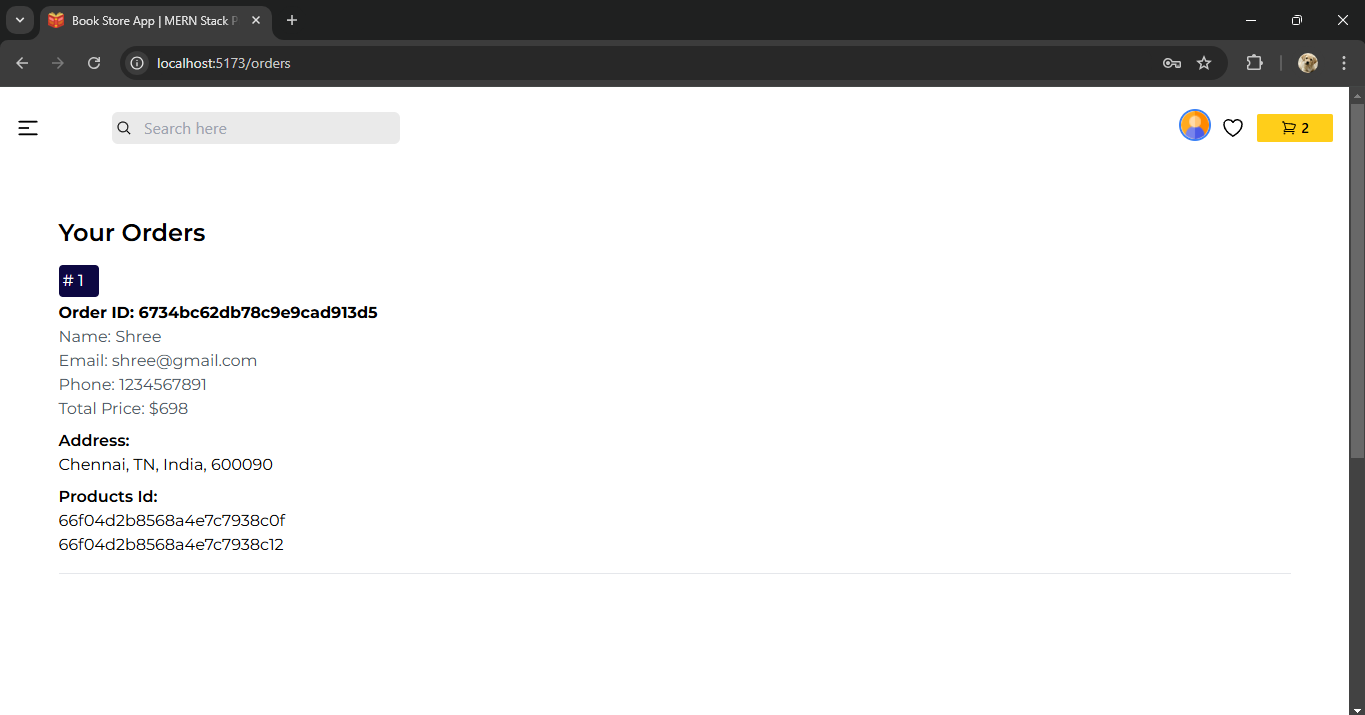 Book Store App | MERN Stack P
localhost:5173/orders
Search here
2
Your Orders
# 1
Order ID: 6734bc62db78c9e9cad913d5
Name: Shree
Email: shree@gmail.com
Phone: 1234567891
Total Price: $698
Address:
Chennai, TN, India, 600090
Products Id:
66f04d2b8568a4e7c7938c0f
66f04d2b8568a4e7c7938c12